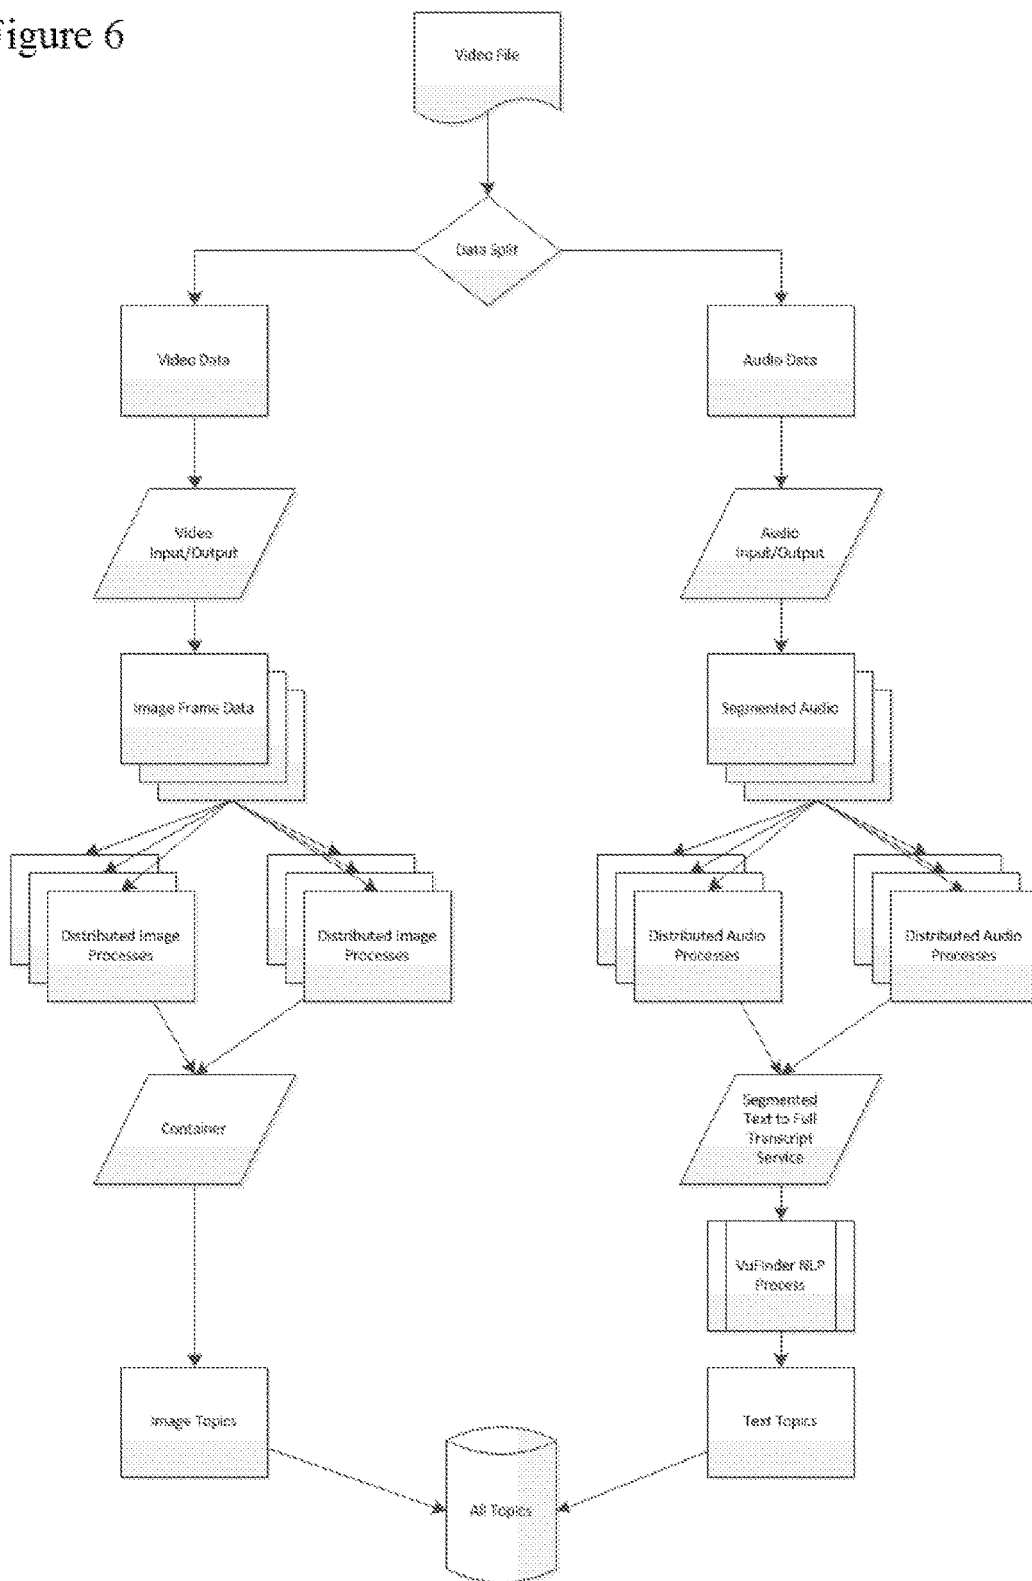 Figure 6
Video File
Data Split
Video Data
Audio Data
Video
Input/Output
Audio
Input/Output
Image Frame Data
Segmented Audio
Distributed Image
Processes
Distributed Image
Processes
Distributed Audio
Processes
Distributed Audio
Processes
Container
Segmented
Text to Full
Transcript
Service
VuFinder NLP
Process
Image Topics
Text Topics
All Topics